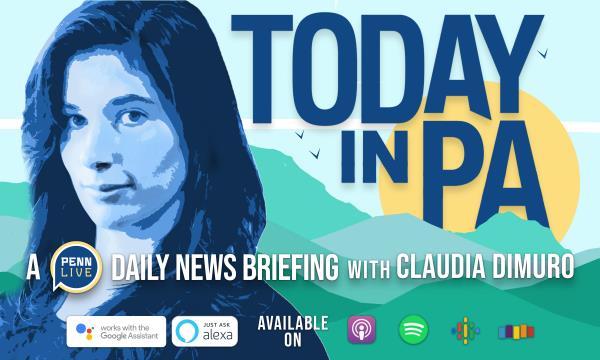 TODAY
IN PA
A PENN LIVE DAILY NEWS BRIEFING WITH CLAUDIA DIMURO
works with the
Google Assistant
JUST ASK
alexa
AVAILABLE
ON